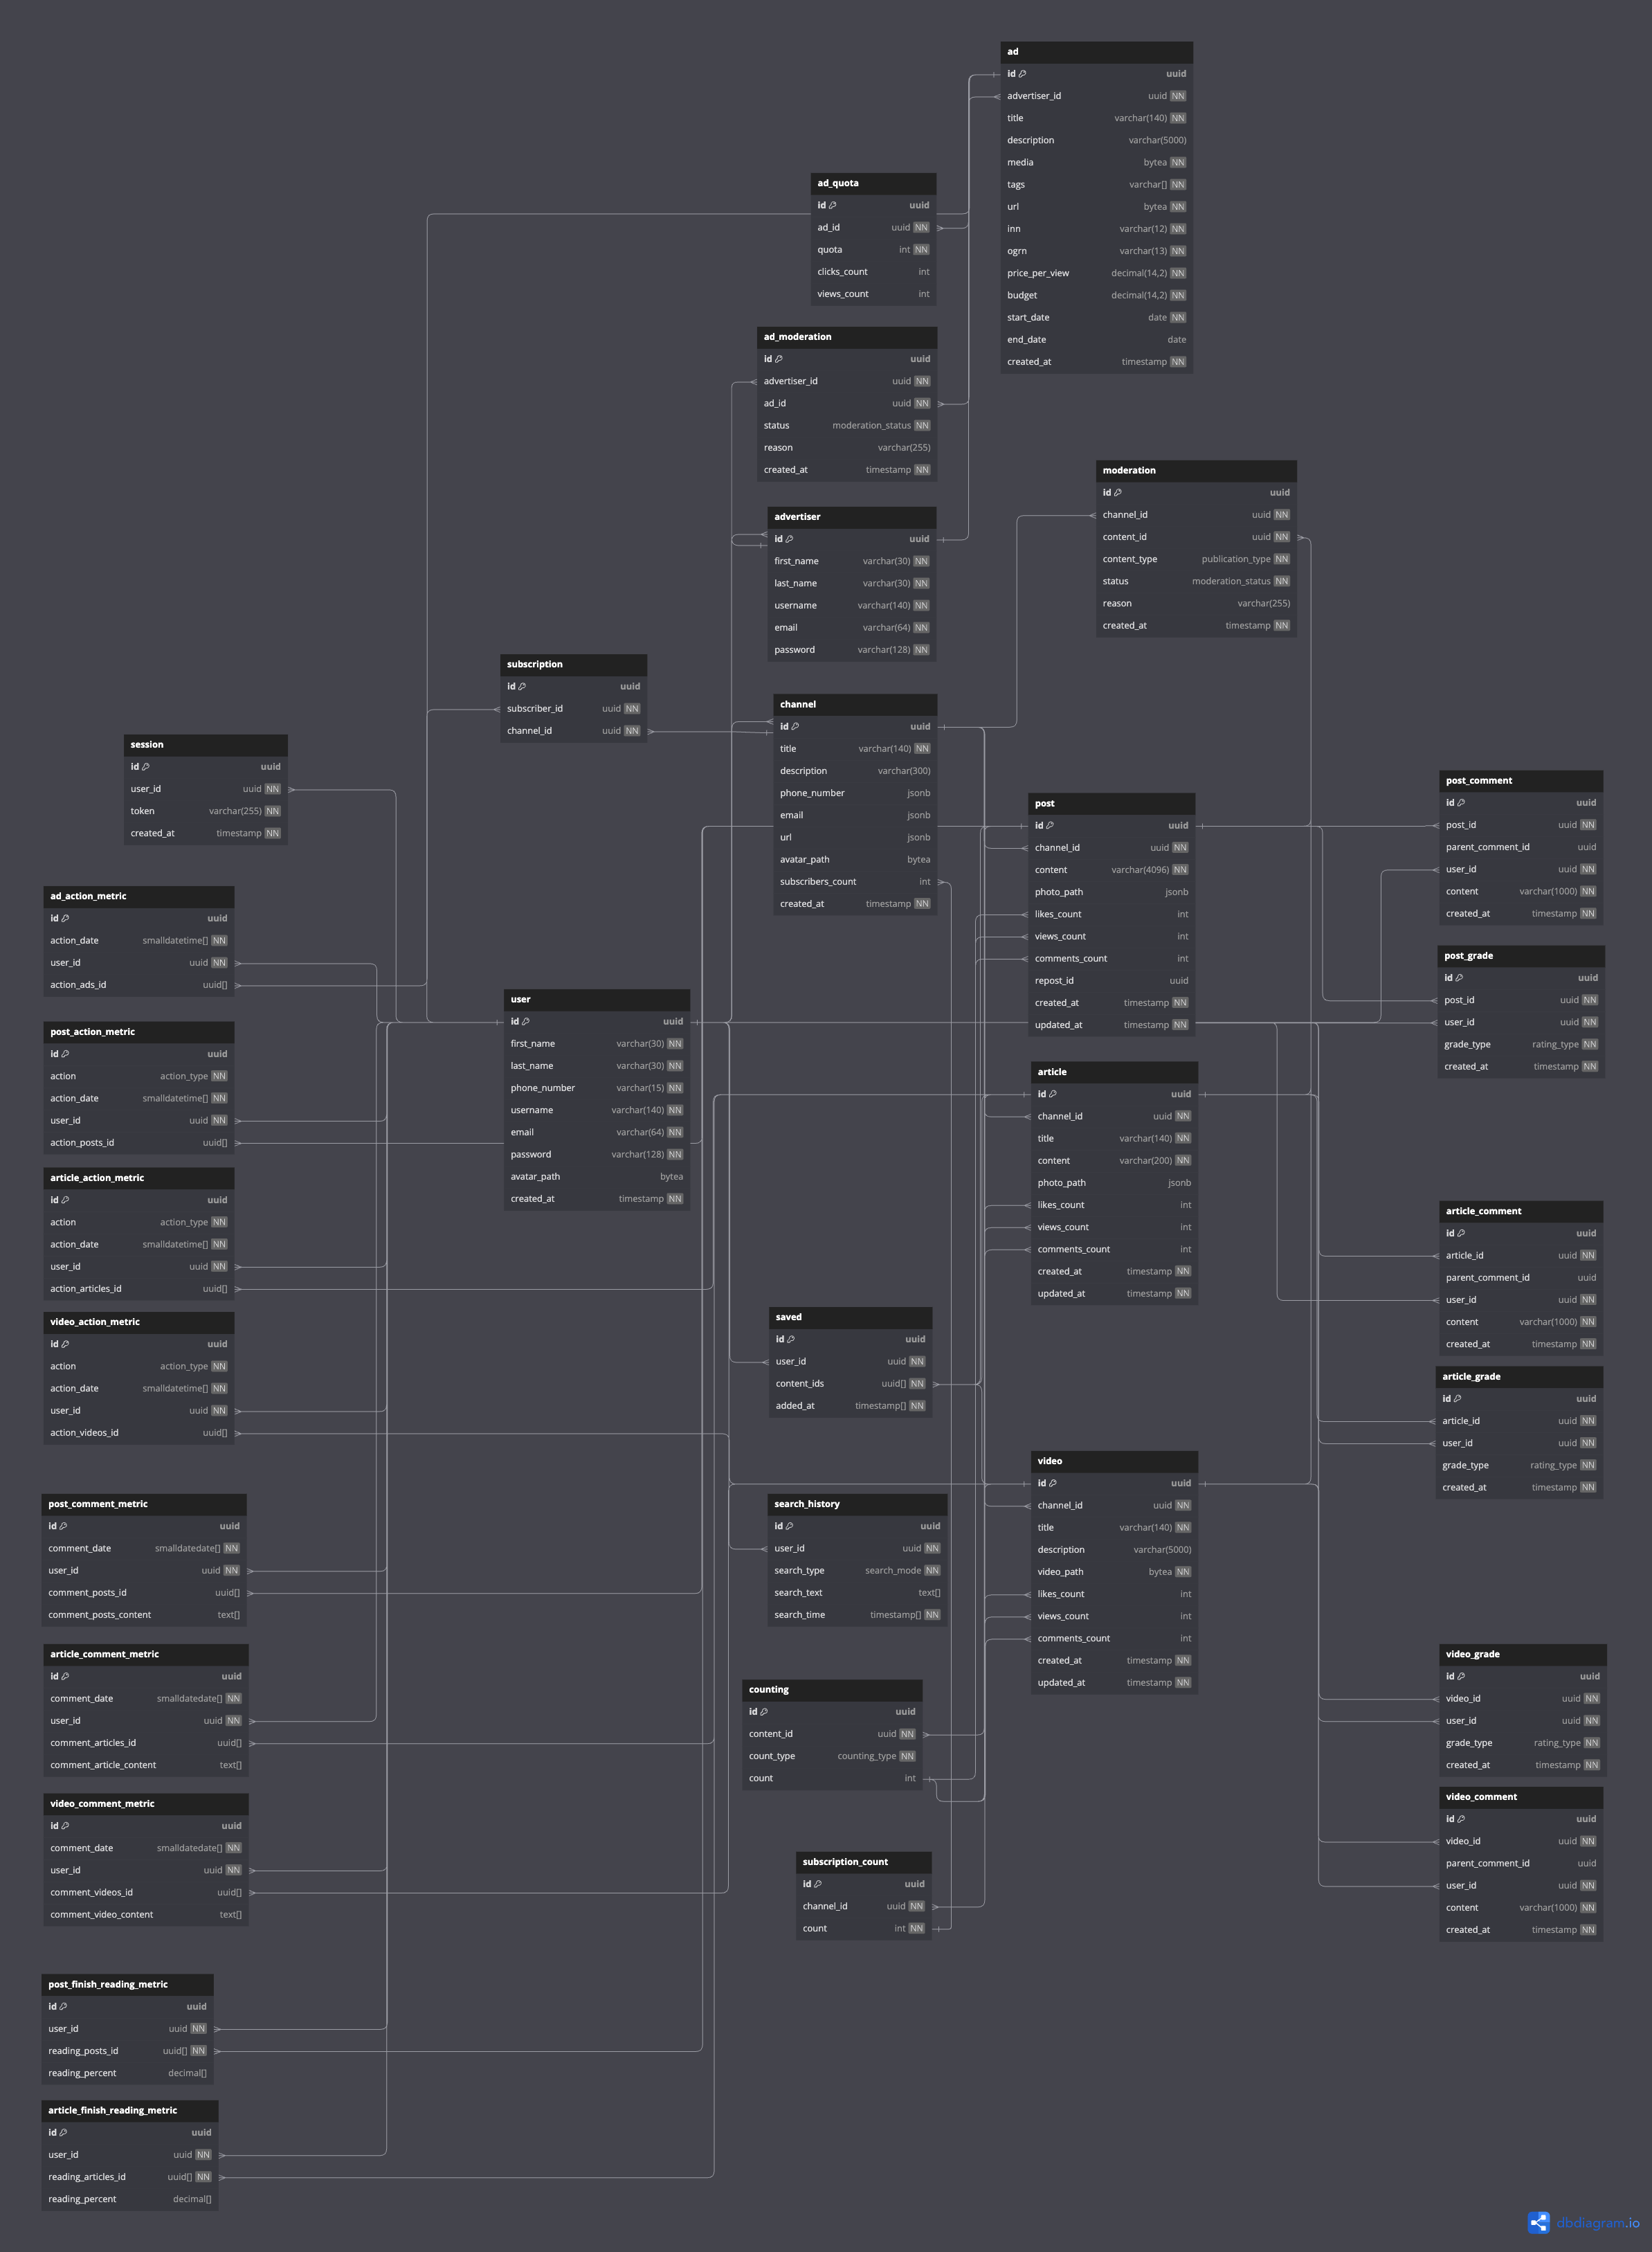 ad
id uuid
advertiser_id uuid NN
title varchar(140) NN
description varchar(5000)
media bytea NN
tags varchar[] NN
url bytea NN
inn varchar(12) NN
ogrn varchar(13) NN
price_per_view decimal(14,2) NN
budget decimal(14,2) NN
start_date date NN
end_date date
created_at timestamp NN
ad_quota
id uuid
ad_id uuid NN
quota int NN
clicks_count int
views_count int
ad_moderation
id uuid
advertiser_id uuid NN
ad_id uuid NN
status moderation_status NN
reason varchar(255)
created_at timestamp NN
moderation
id uuid
channel_id uuid NN
content_id uuid NN
content_type publication_type NN
status moderation_status NN
reason varchar(255)
created_at timestamp NN
advertiser
id uuid
first_name varchar(30) NN
last_name varchar(30) NN
username varchar(140) NN
email varchar(64) NN
password varchar(128) NN
subscription
id uuid
subscriber_id uuid NN
channel_id uuid NN
channel
id uuid
title varchar(140) NN
description varchar(300)
phone_number jsonb
email jsonb
url jsonb
avatar_path bytea
subscribers_count int
created_at timestamp NN
session
id uuid
user_id uuid NN
token varchar(255) NN
created_at timestamp NN
post
id uuid
channel_id uuid NN
content varchar(4096) NN
photo_path jsonb
likes_count int
views_count int
comments_count int
repost_id uuid
created_at timestamp NN
updated_at timestamp NN
post_comment
id uuid
post_id uuid NN
parent_comment_id uuid
user_id uuid NN
content varchar(1000) NN
created_at timestamp NN
ad_action_metric
id uuid
action_date smalldatetime[] NN
user_id uuid NN
action_ads_id uuid[]
post_grade
id uuid
post_id uuid NN
user_id uuid NN
grade_type rating_type NN
created_at timestamp NN
user
id uuid NN
first_name varchar(30) NN
last_name varchar(30) NN
phone_number varchar(15) NN
username varchar(140) NN
email varchar(64) NN
password varchar(128) NN
avatar_path bytea
created_at timestamp NN
post_action_metric
id uuid
action action_type NN
action_date smalldatetime[] NN
user_id uuid NN
action_posts_id uuid[]
article
id uuid
channel_id uuid NN
title varchar(140) NN
content varchar(200) NN
photo_path jsonb
likes_count int
views_count int
comments_count int
created_at timestamp NN
updated_at timestamp NN
article_action_metric
id uuid
action action_type NN
action_date smalldatetime[] NN
user_id uuid NN
action_articles_id uuid[]
article_comment
id uuid
article_id uuid NN
parent_comment_id uuid
user_id uuid NN
content varchar(1000) NN
created_at timestamp NN
video_action_metric
id uuid
action action_type NN
action_date smalldatetime[] NN
user_id uuid NN
action_videos_id uuid[]
saved
id uuid
user_id uuid NN
content_ids uuid[] NN
added_at timestamp[] NN
article_grade
id uuid
article_id uuid NN
user_id uuid NN
grade_type rating_type NN
created_at timestamp NN
video
id uuid
channel_id uuid NN
title varchar(140) NN
description varchar(5000)
video_path bytea NN
likes_count int
views_count int
comments_count int
created_at timestamp NN
updated_at timestamp NN
post_comment_metric
id uuid
comment_date smalldatedate[] NN
user_id uuid NN
comment_posts_id uuid[]
comment_posts_content text[]
search_history
id uuid
user_id uuid NN
search_type search_mode NN
search_text text[]
search_time timestamp[] NN
article_comment_metric
id uuid
comment_date smalldatedate[] NN
user_id uuid NN
comment_articles_id uuid[]
comment_article_content text[]
video_grade
id uuid
video_id uuid NN
user_id uuid NN
grade_type rating_type NN
created_at timestamp NN
counting
id uuid
content_id uuid NN
count_type counting_type NN
count int
video_comment_metric
id uuid
comment_date smalldatedate[] NN
user_id uuid NN
comment_videos_id uuid[]
comment_video_content text[]
video_comment
id uuid
video_id uuid NN
parent_comment_id uuid
user_id uuid NN
content varchar(1000) NN
created_at timestamp NN
subscription_count
id uuid
channel_id uuid NN
count int NN
post_finish_reading_metric
id uuid
user_id uuid NN
reading_posts_id uuid[] NN
reading_percent decimal[]
article_finish_reading_metric
id uuid
user_id uuid NN
reading_articles_id uuid[] NN
reading_percent decimal[]
dbdiagram.io